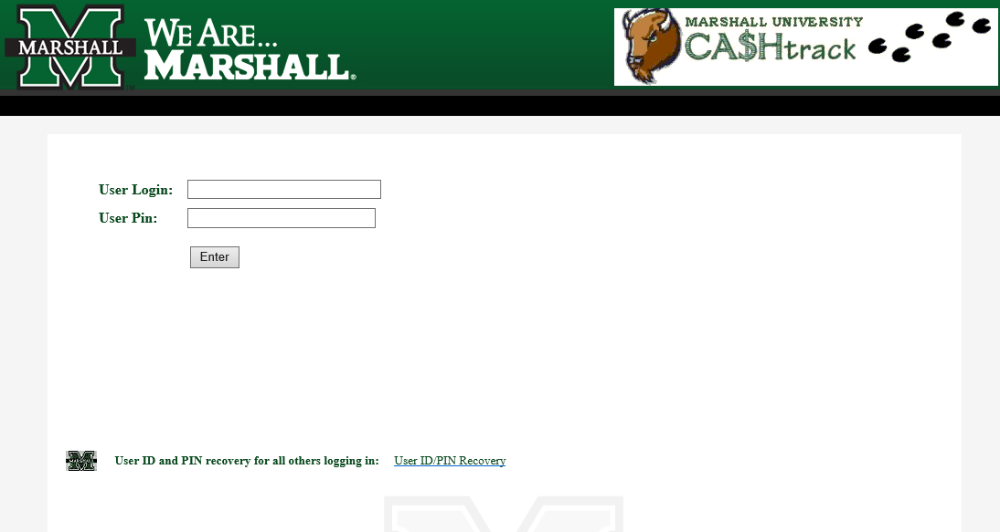 MARSHALL
WE ARE...
MARSHALL®
MARSHALL UNIVERSITY
CA$Htrack
User Login:
User Pin:
Enter
MARSHALL
User ID and PIN recovery for all others logging in: User ID/PIN Recovery